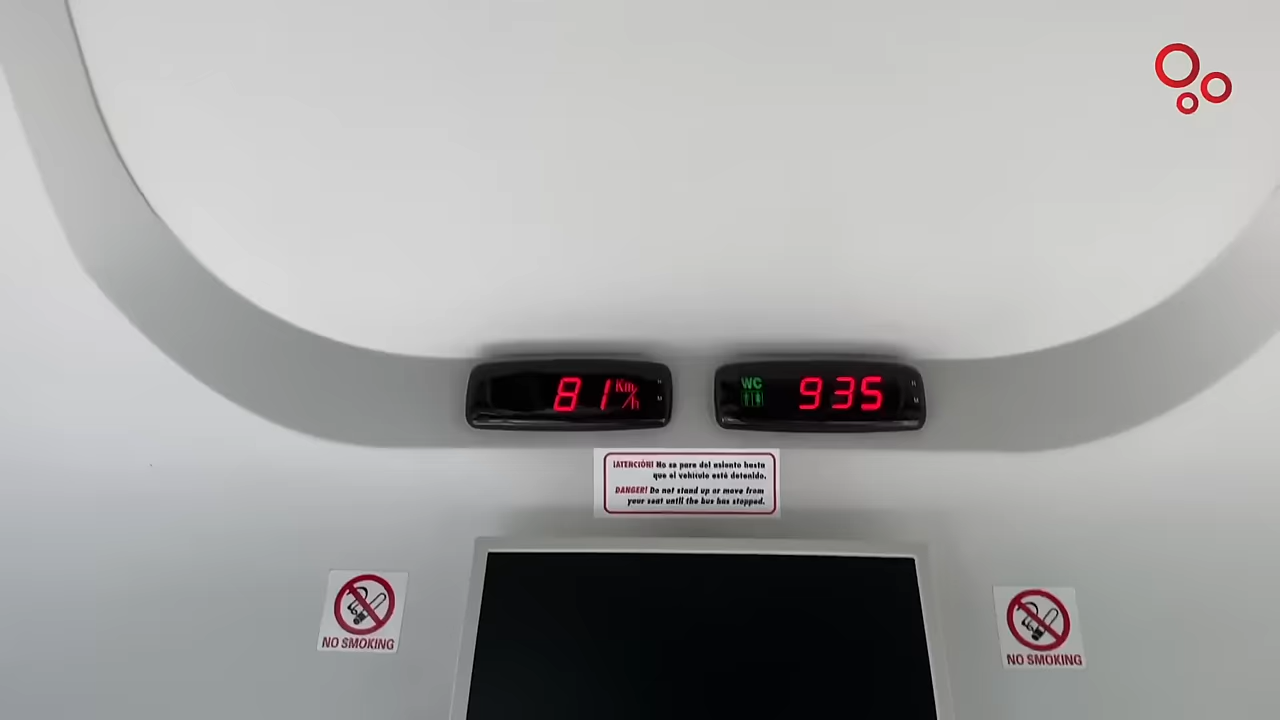 81 Km/h
H
M
WC 935
H
M
¡ATENCIÓN! No se pare del asiento hasta
que el vehículo esté detenido.
DANGER! Do not stand up or move from
your seat until the bus has stopped.
NO SMOKING
NO SMOKING